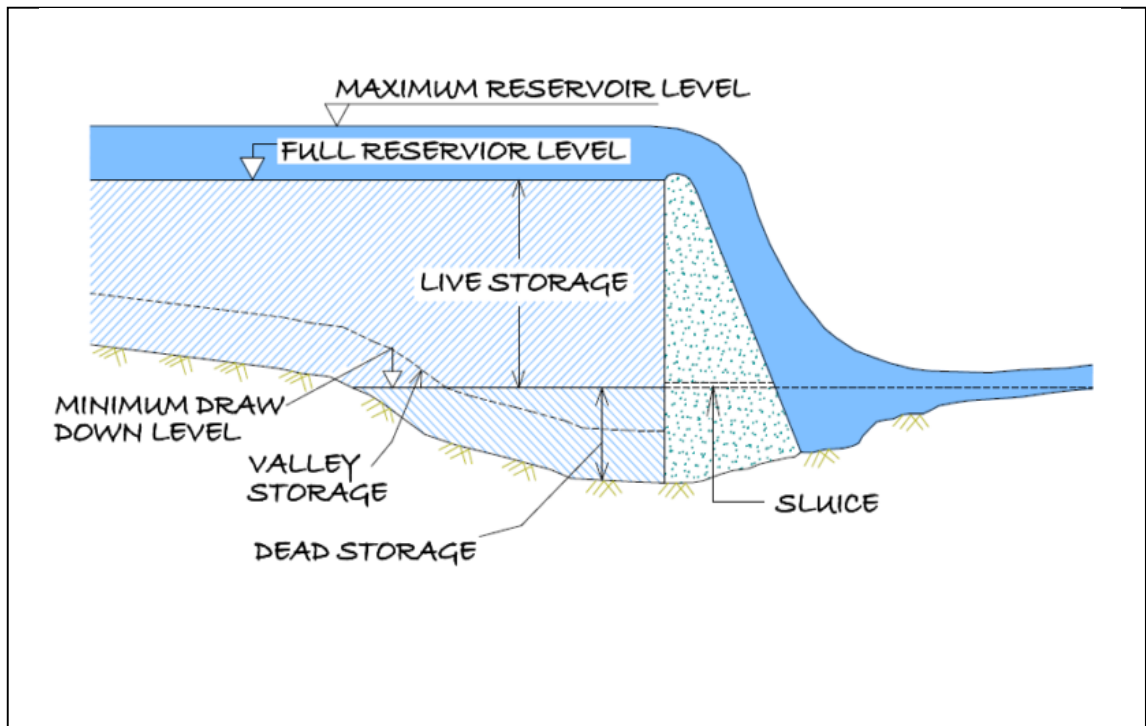 MAXIMUM RESERVOIR LEVEL
FULL RESERVIOR LEVEL
LIVE STORAGE
MINIMUM DRAW
DOWN LEVEL
VALLEY
STORAGE
SLUICE
DEAD STORAGE